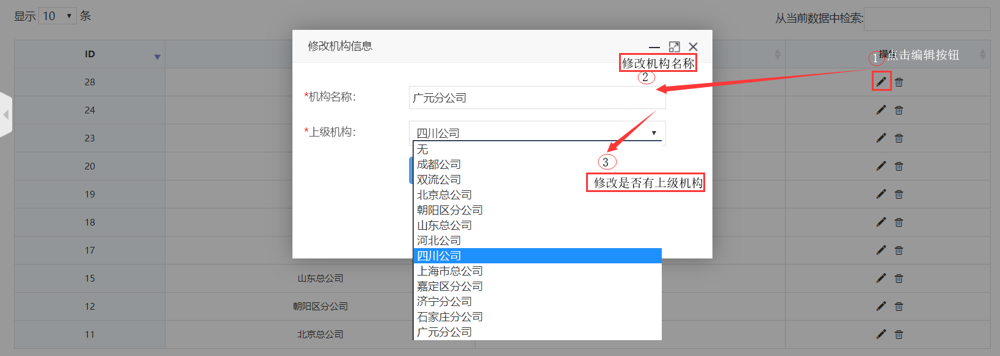 显示 10 条
从当前数据中检索:
修改机构信息
ID
操作
1 点击编辑按钮
修改机构名称
2
28
*机构名称: 广元分公司
24
*上级机构: 四川公司
23
无
成都公司
3
20
双流公司
修改是否有上级机构
19
北京总公司
朝阳区分公司
18
山东总公司
河北公司
17
四川公司
上海市总公司
15 山东总公司
嘉定区分公司
济宁分公司
12 朝阳区分公司
石家庄分公司
11 北京总公司
广元分公司